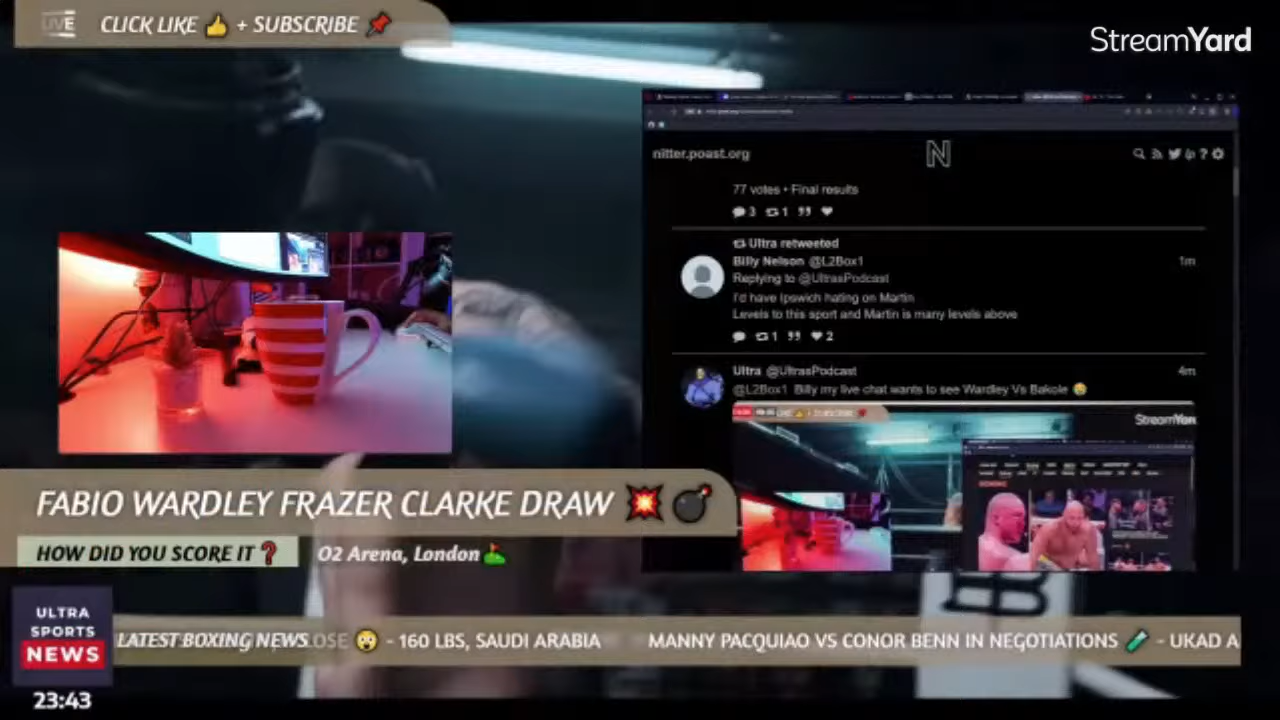 LIVE
CLICK LIKE 👍 + SUBSCRIBE 📌
StreamYard
nitter.poast.org
N
77 votes • Final results
3 1
Ultra retweeted
Billy Nelson @L2Box1 1m
Replying to @UltrasPodcast
I'd have Ipswich hating on Martin
Levels to this sport and Martin is many levels above
1 2
Ultra @UltrasPodcast 4m
@L2Box1 Billy my live chat wants to see Wardley Vs Bakole
StreamYard
FABIO WARDLEY FRAZER CLARKE DRAW 💥 💣
HOW DID YOU SCORE IT❓ O2 Arena, London⛳
ULTRA
SPORTS
NEWS
LATEST BOXING NEWS LOSE 😲 - 160 LBS, SAUDI ARABIA MANNY PACQUIAO VS CONOR BENN IN NEGOTIATIONS 🧪 - UKAD A
23:43